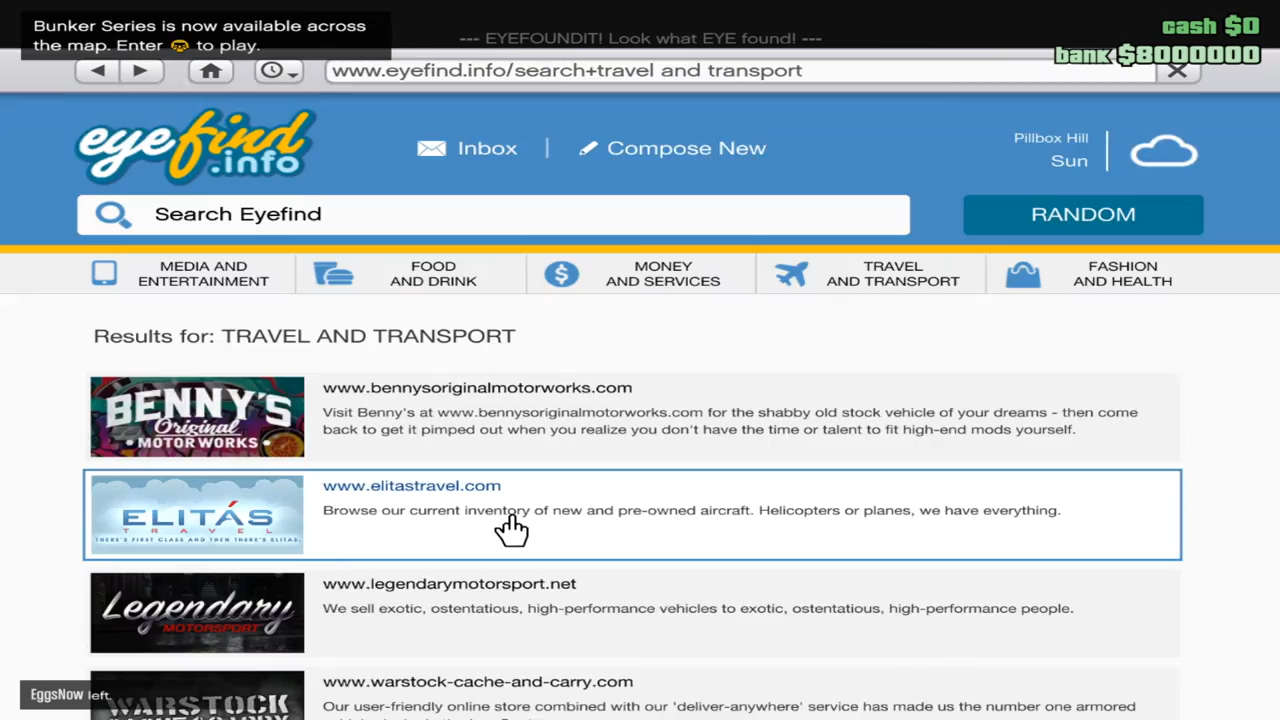 Bunker Series is now available across
the map. Enter to play.
--- EYEFOUNDIT! Look what EYE found! ---
cash $0
bank $8000000
www.eyefind.info/search+travel and transport
eyefind
.info
Inbox
Compose New
Pillbox Hill
Sun
Search Eyefind
RANDOM
MEDIA AND
ENTERTAINMENT
FOOD
AND DRINK
MONEY
AND SERVICES
TRAVEL
AND TRANSPORT
FASHION
AND HEALTH
Results for: TRAVEL AND TRANSPORT
BENNY'S
Original
MOTORWORKS
www.bennysoriginalmotorworks.com
Visit Benny's at www.bennysoriginalmotorworks.com for the shabby old stock vehicle of your dreams - then come
back to get it pimped out when you realize you don't have the time or talent to fit high-end mods yourself.
ELITÁS
TRAVEL
THERE'S FIRST CLASS AND THEN THERE'S ELITAS.
www.elitastravel.com
Browse our current inventory of new and pre-owned aircraft. Helicopters or planes, we have everything.
Legendary
MOTORSPORT
www.legendarymotorsport.net
We sell exotic, ostentatious, high-performance vehicles to exotic, ostentatious, high-performance people.
WARSTOCK
www.warstock-cache-and-carry.com
Our user-friendly online store combined with our 'deliver-anywhere' service has made us the number one armored
EggsNow left.